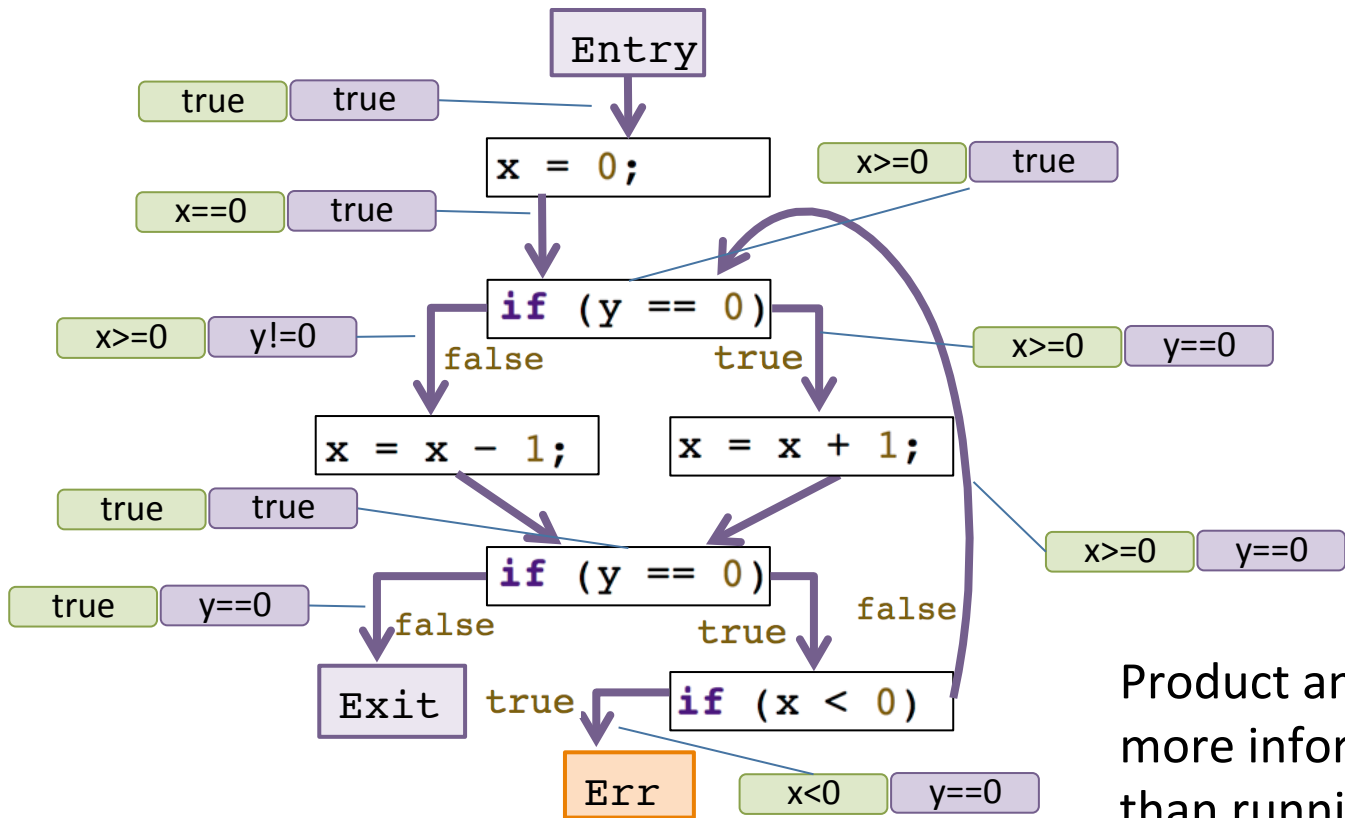 Entry
true true
x = 0;
x>=0 true
x==0 true
if (y == 0)
x>=0 y!=0
false
true
x>=0 y==0
x = x - 1;
x = x + 1;
true true
x>=0 y==0
if (y == 0)
true y==0
false
true
false
Exit
true
if (x < 0)
Err
x<0 y==0
Product
more
than